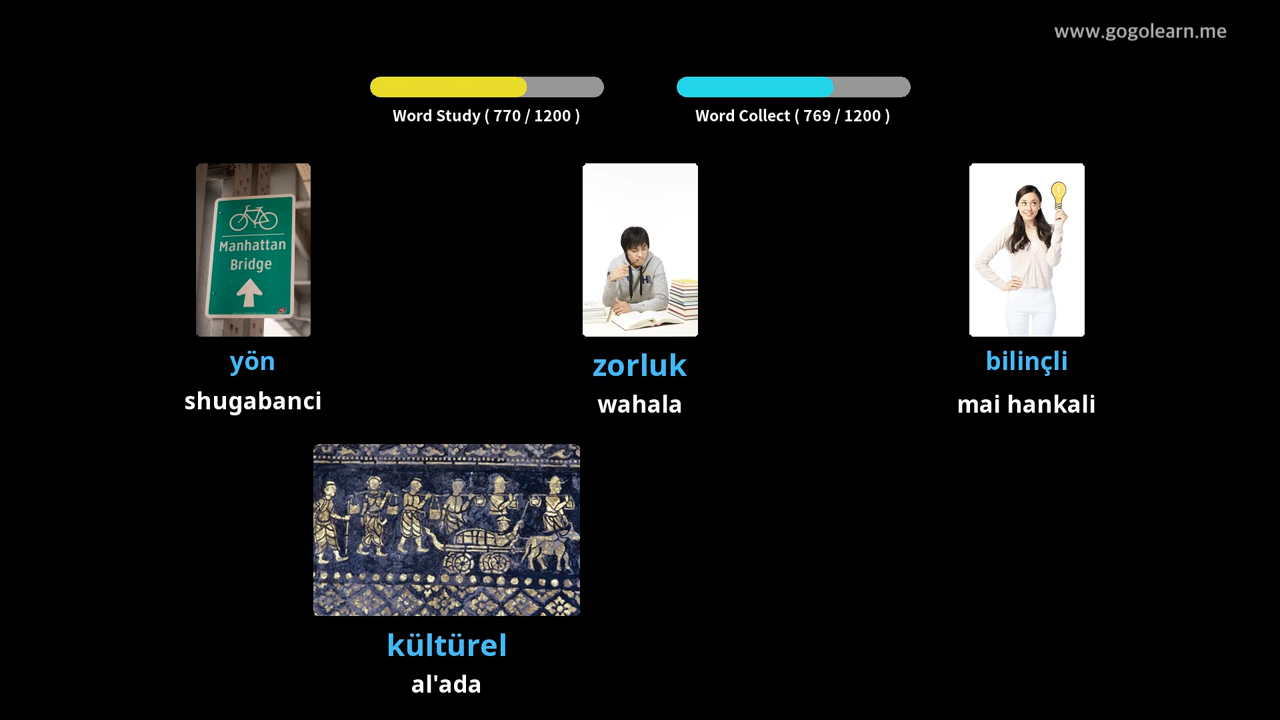 www.gogolearn.me
Word Study ( 770 / 1200 )
Word Collect ( 769 / 1200 )
Manhattan
Bridge
yön
shugabanci
zorluk
wahala
bilinçli
mai hankali
kültürel
al'ada